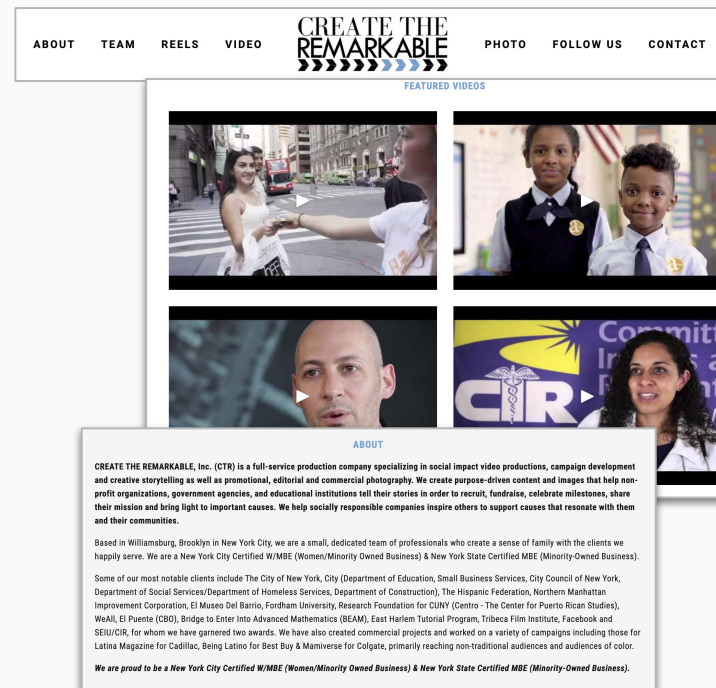 ABOUT TEAM REELS VIDEO
CREATE THE
REMARKABLE
PHOTO FOLLOW US CONTACT
FEATURED VIDEOS
CIR
ABOUT
CREATE THE REMARKABLE, Inc. (CTR) is a full-service production company specializing in social impact video productions, campaign development
and creative storytelling as well as promotional, editorial and commercial photography. We create purpose-driven content and images that help non-
profit organizations, government agencies, and educational institutions tell their stories in order to recruit, fundraise, celebrate milestones, share
their mission and bring light to important causes. We help socially responsible companies inspire others to support causes that resonate with them
and their communities.
Based in Williamsburg, Brooklyn in New York City, we are a small, dedicated team of professionals who create a sense of family with the clients we
happily serve. We are a New York City Certified W/MBE (Women/Minority Owned Business) & New York State Certified MBE (Minority-Owned Business).
Some of our most notable clients include The City of New York, City (Department of Education, Small Business Services, City Council of New York,
Department of Social Services/Department of Homeless Services, Department of Construction), The Hispanic Federation, Northern Manhattan
Improvement Corporation, El Museo Del Barrio, Fordham University, Research Foundation for CUNY (Centro - The Center for Puerto Rican Studies),
WeAll, El Puente (CBO), Bridge to Enter Into Advanced Mathematics (BEAM), East Harlem Tutorial Program, Tribeca Film Institute, Facebook and
SEIU/CIR, for whom we have garnered two awards. We have also created commercial projects and worked on a variety of campaigns including those for
Latina Magazine for Cadillac, Being Latino for Best Buy & Mamiverse for Colgate, primarily reaching non-traditional audiences and audiences of color.
We are proud to be a New York City Certified W/MBE (Women/Minority Owned Business) & New York State Certified MBE (Minority-Owned Business).